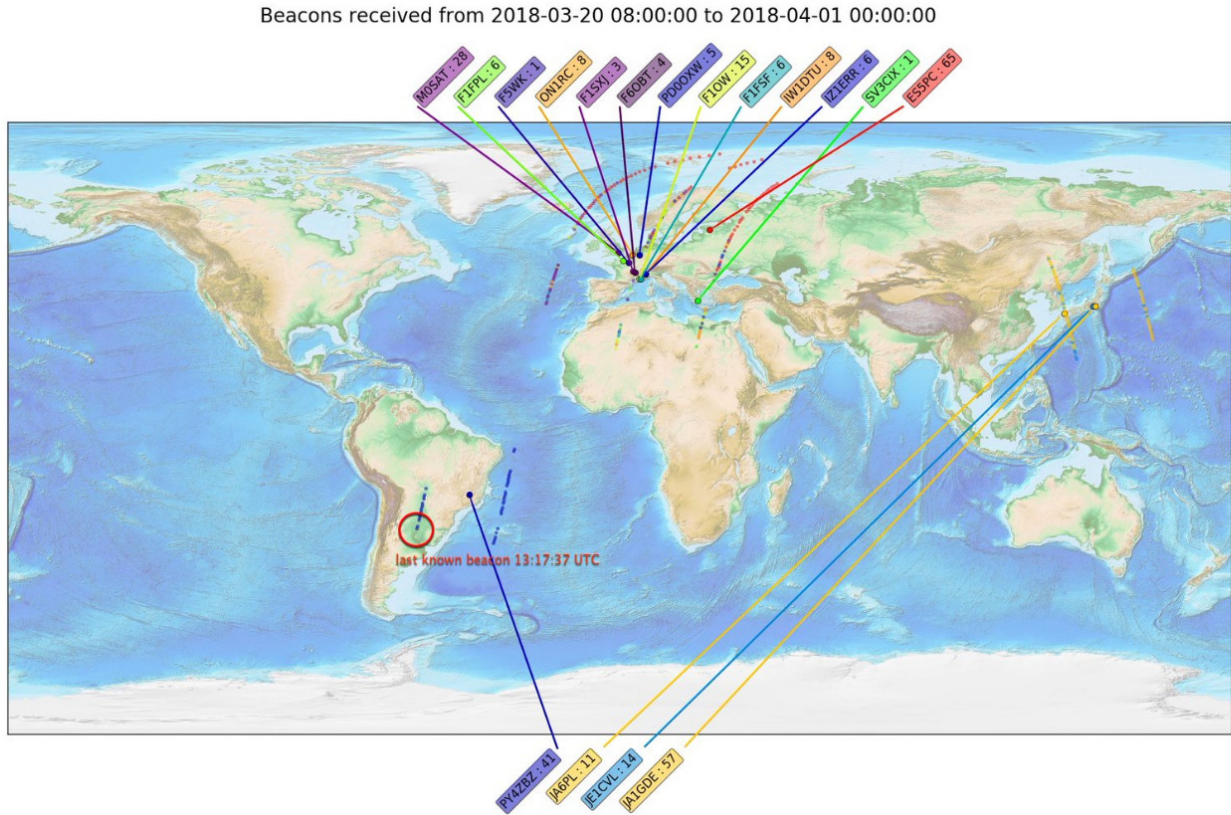 Beacons received from 2018-03-20 08:00:00 to 2018-04-01 00:00:00
M0SAT : 28
F1FPL : 6
F5WK : 1
ON1RC : 8
F1SXJ : 3
F6OBT : 4
PD0OXW : 5
F1OW : 15
F1FSF : 6
IW1DTU : 8
IZ1ERR : 6
SV3CIX : 1
ES5PC : 65
last known beacon 13:17:37 UTC
PY4ZBZ : 41
JA6PL : 11
JE1CVL : 14
JA1GDE : 57